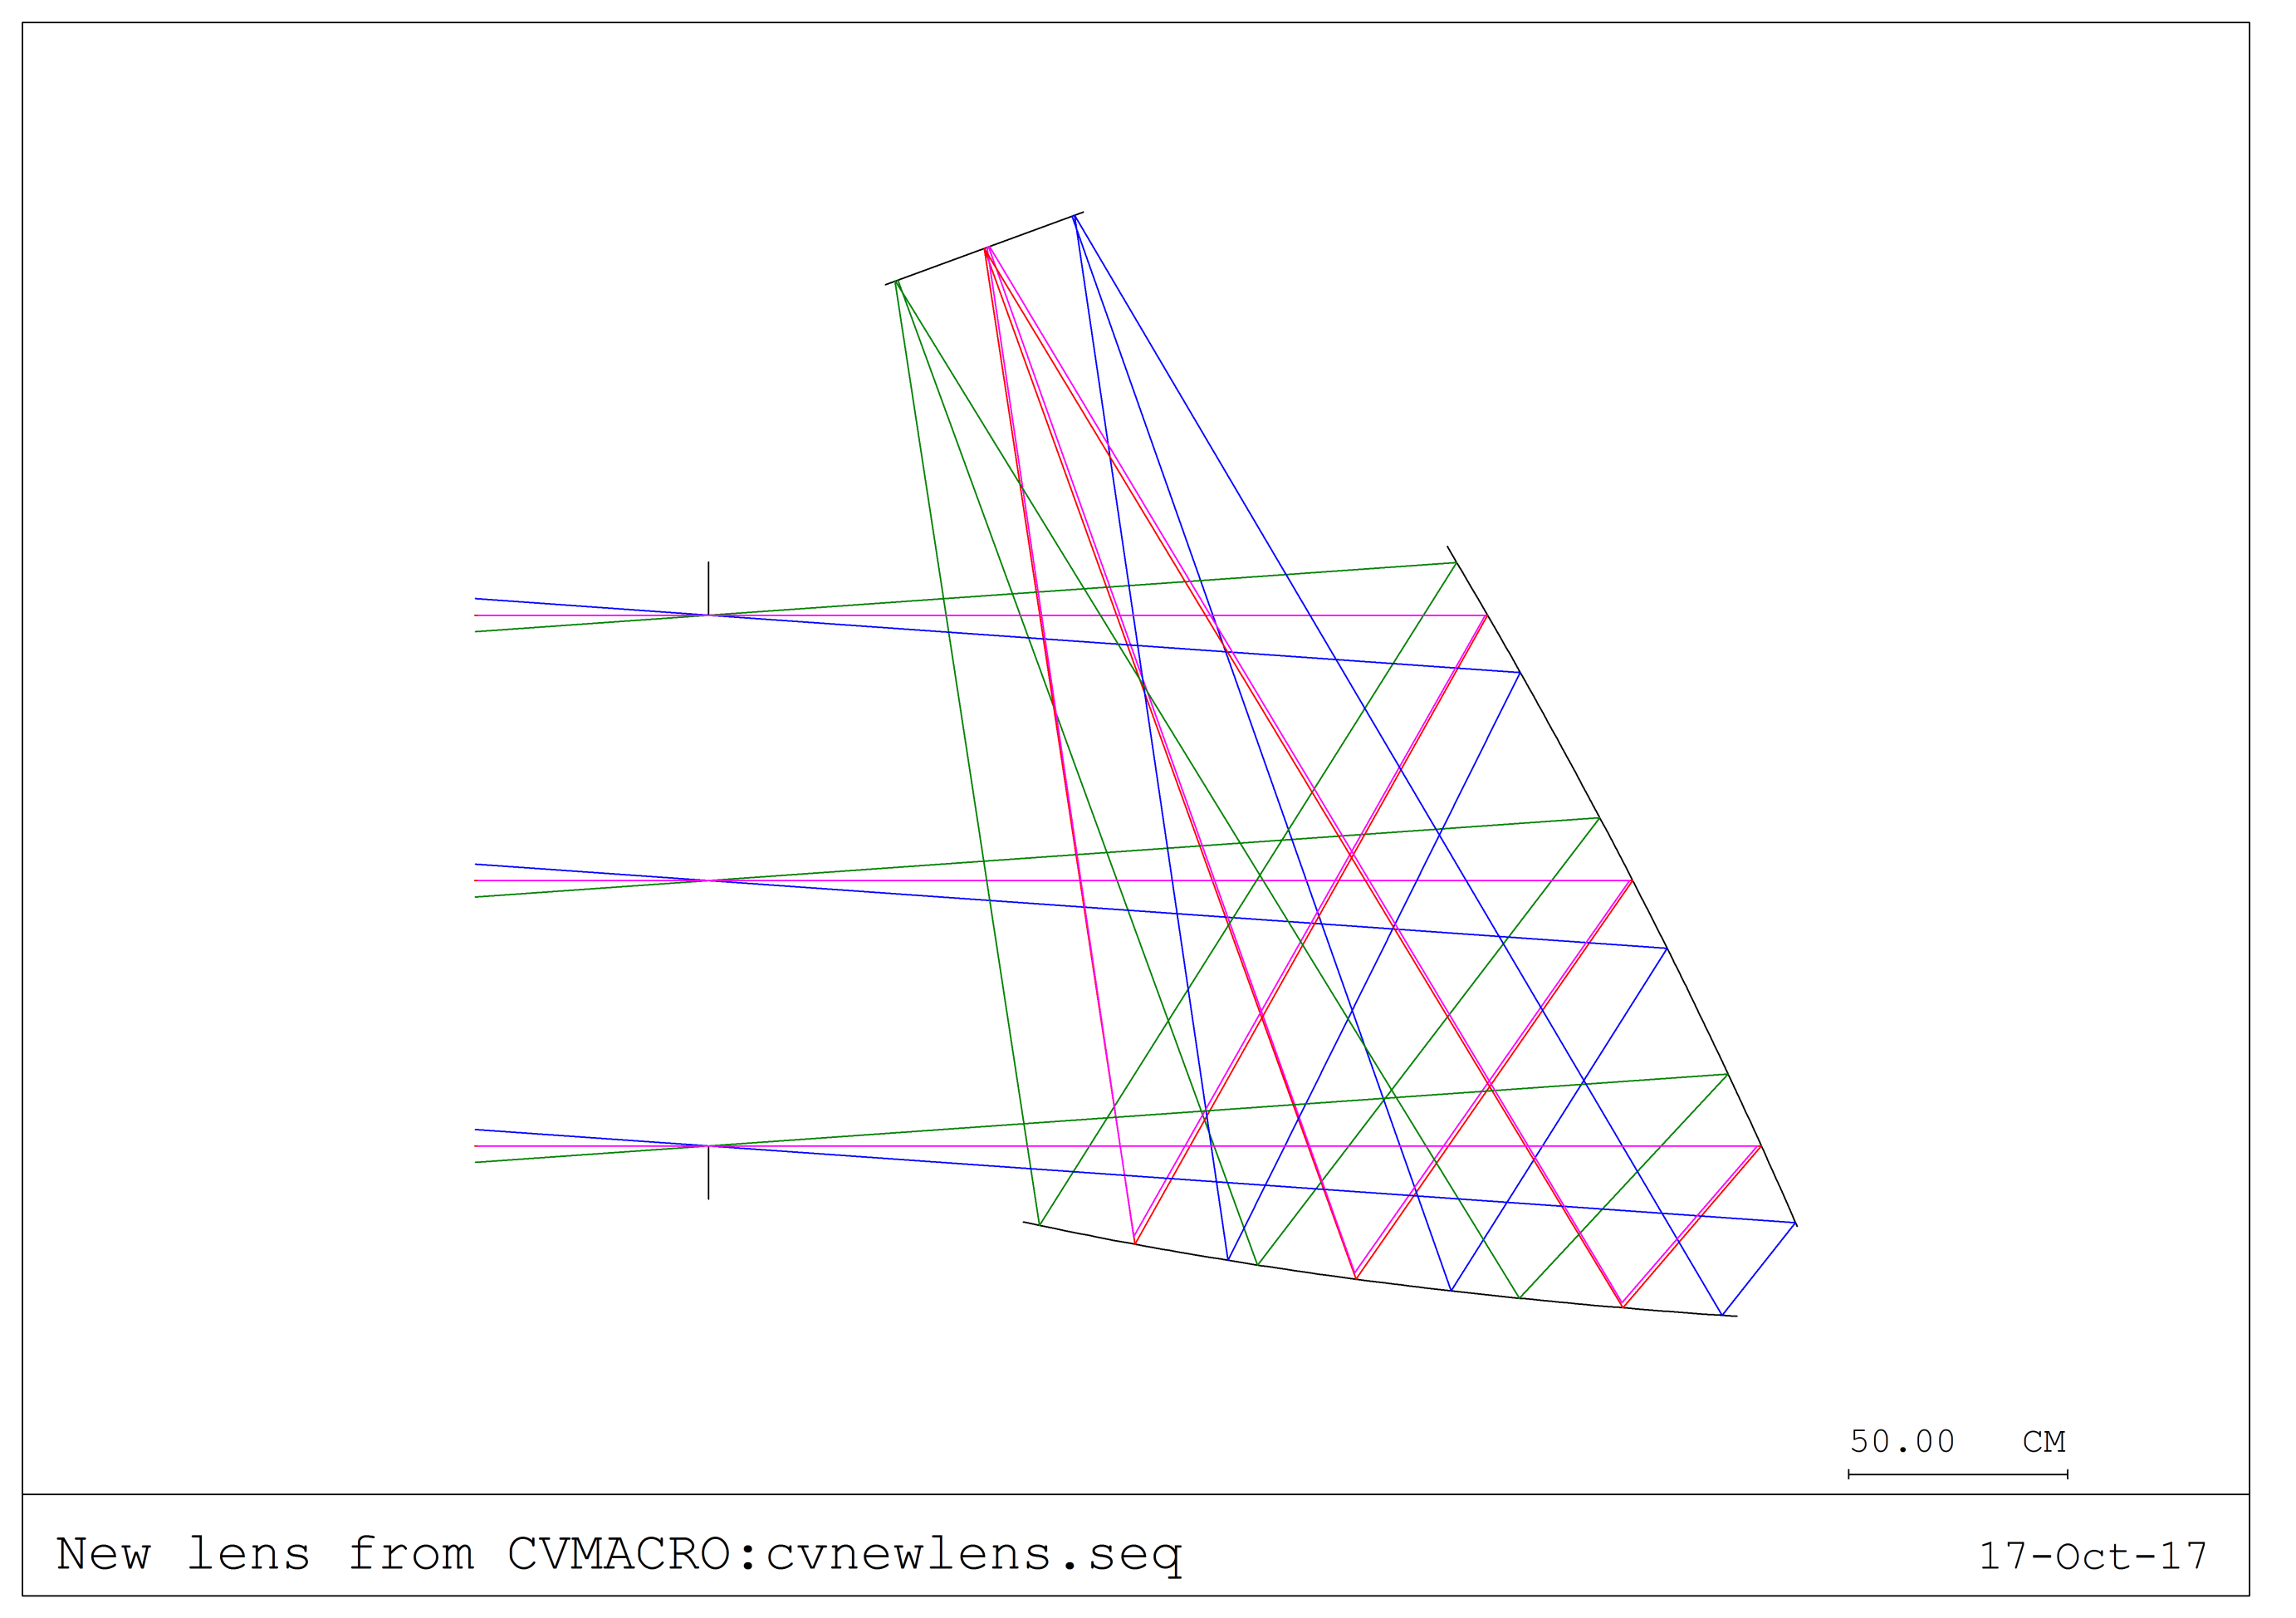 50.00 CM
New lens from CVMACRO:cvnewlens.seq
17-Oct-17